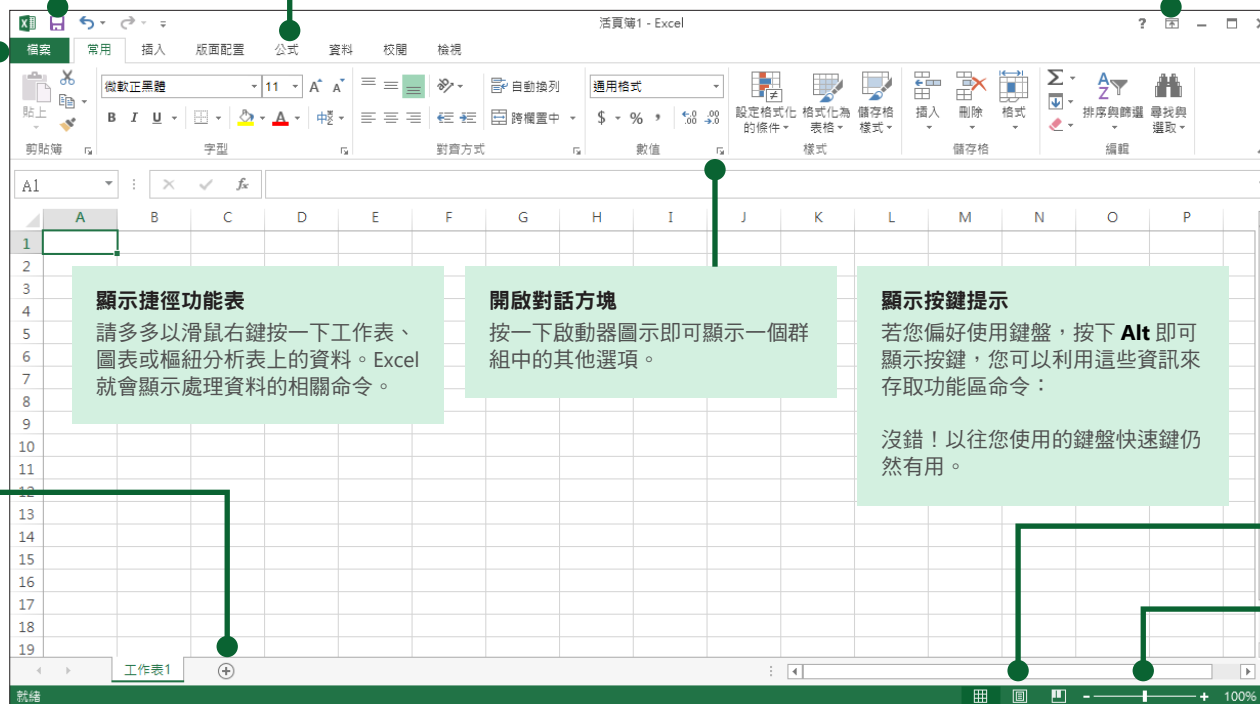 活頁簿1 - Excel
?
檔案 常用 插入 版面配置 公式 資料 校閱 檢視
微軟正黑體 11 A A 自動換列 通用格式
貼上 B I U A 中 跨欄置中 $ % , .0 .00 .00 .0
設定格式化的條件 格式化為表格 儲存格樣式 插入 刪除 格式 Σ A Z 排序與篩選 尋找與選取
剪貼簿 字型 對齊方式 數值 樣式 儲存格 編輯
A1 fx
A B C D E F G H I J K L M N O P
1
2
3
4
5
6
7
8
9
10
11
12
13
14
15
16
17
18
19
顯示捷徑功能表
請多多以滑鼠右鍵按一下工作表、
圖表或樞紐分析表上的資料。Excel
就會顯示處理資料的相關命令。
開啟對話方塊
按一下啟動器圖示即可顯示一個群
組中的其他選項。
顯示按鍵提示
若您偏好使用鍵盤，按下 Alt 即可
顯示按鍵，您可以利用這些資訊來
存取功能區命令：
沒錯！以往您使用的鍵盤快速鍵仍
然有用。
工作表1
就緒 100%